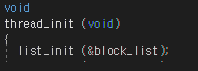 void
thread_init (void)
{
  list_init (&block_list);